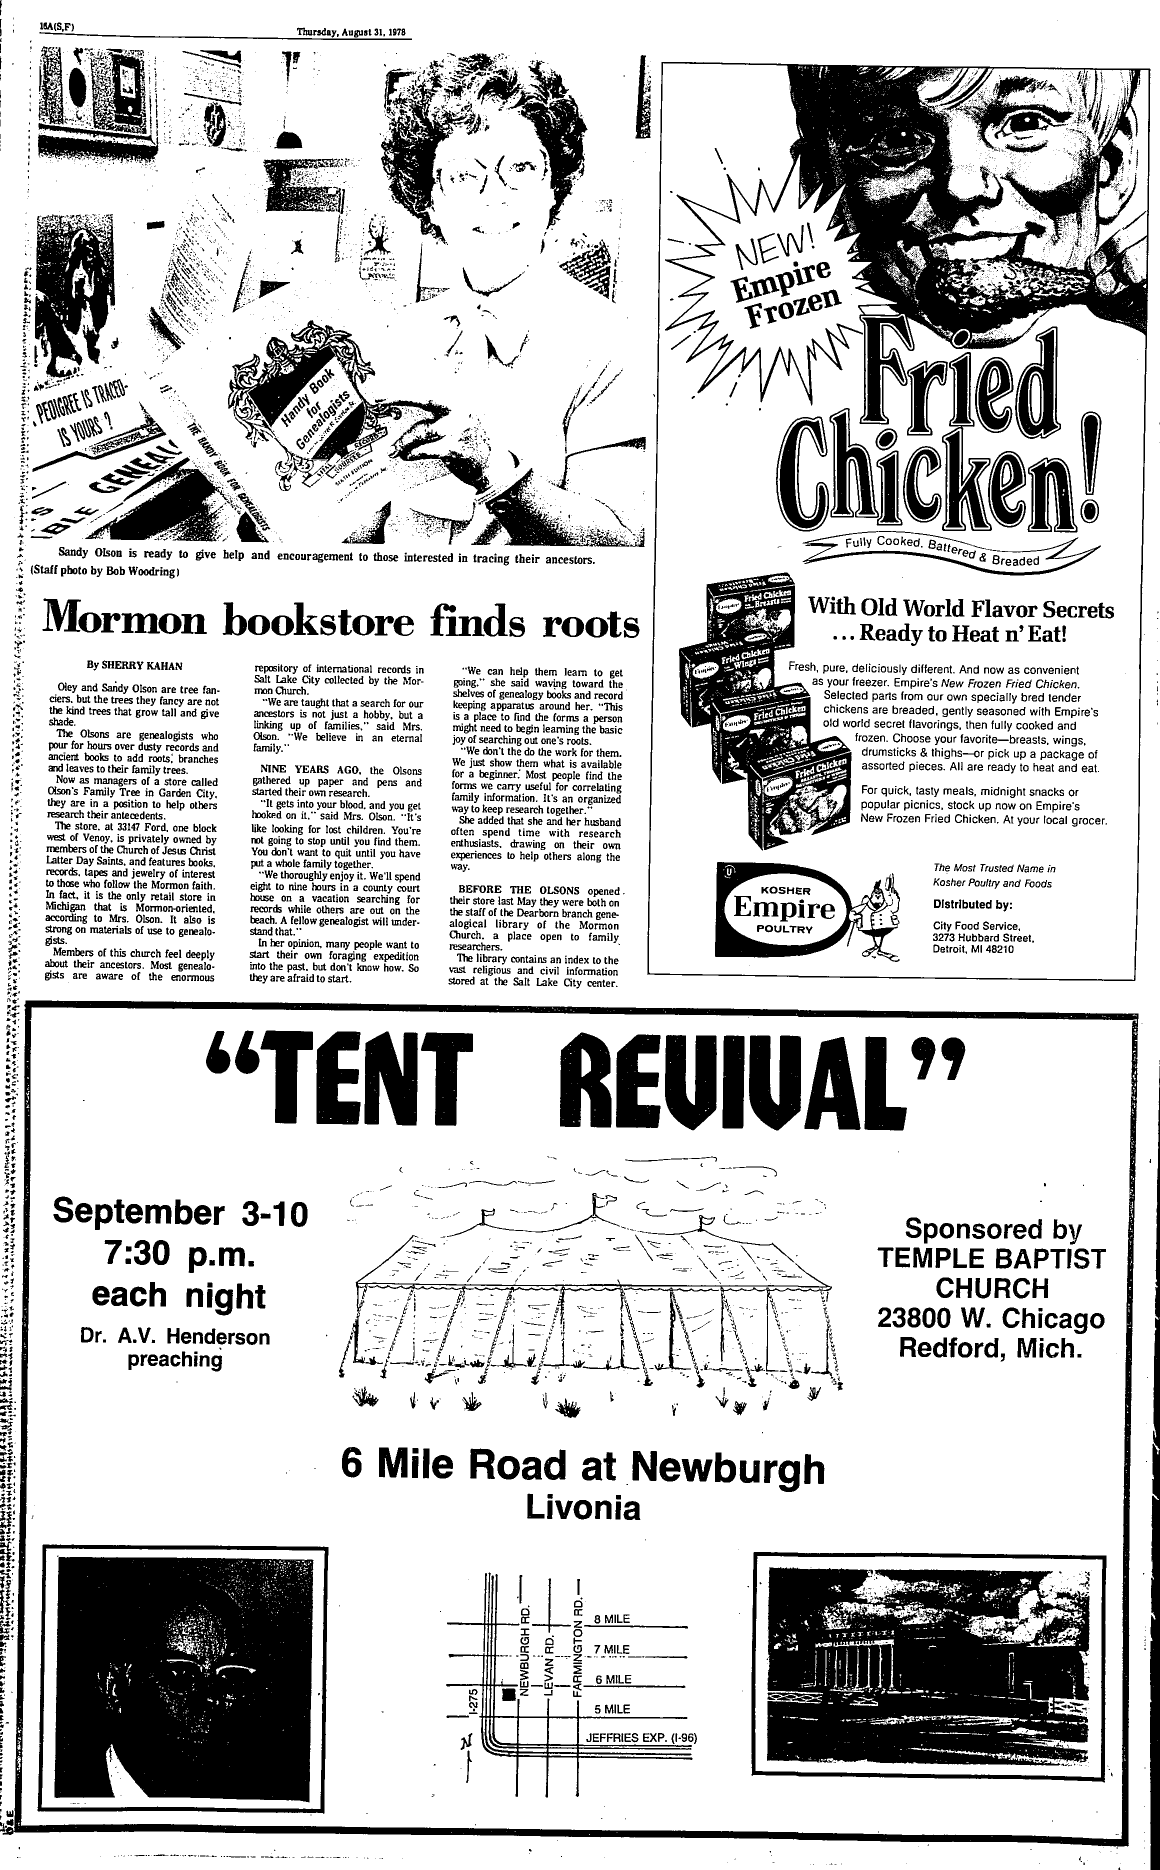 16A(S,F)
Thursday, August 31, 1978
PEDIGREE IS TRACED-
IS YOURS ?
GENEAL
BLE
THE HANDY BOOK FOR GENEALOGISTS
Handy Book
for
Genealogists
Sandy Olson is ready to give help and encouragement to those interested in tracing their ancestors.
(Staff photo by Bob Woodring)
Mormon bookstore finds roots
By SHERRY KAHAN
Oley and Sandy Olson are tree fan-
ciers, but the trees they fancy are not
the kind trees that grow tall and give
shade.
The Olsons are genealogists who
pour for hours over dusty records and
ancient books to add roots, branches
and leaves to their family trees.
Now as managers of a store called
Olson's Family Tree in Garden City,
they are in a position to help others
research their antecedents.
The store, at 33147 Ford, one block
west of Venoy, is privately owned by
members of the Church of Jesus Christ
Latter Day Saints, and features books,
records, tapes and jewelry of interest
to those who follow the Mormon faith.
In fact, it is the only retail store in
Michigan that is Mormon-oriented,
according to Mrs. Olson. It also is
strong on materials of use to genealo-
gists.
Members of this church feel deeply
about their ancestors. Most genealo-
gists are aware of the enormous
repository of international records in
Salt Lake City collected by the Mor-
mon Church.
"We are taught that a search for our
ancestors is not just a hobby, but a
linking up of families," said Mrs.
Olson. "We believe in an eternal
family."
NINE YEARS AGO, the Olsons
gathered up paper and pens and
started their own research.
"It gets into your blood, and you get
hooked on it," said Mrs. Olson. "It's
like looking for lost children. You're
not going to stop until you find them.
You don't want to quit until you have
put a whole family together.
"We thoroughly enjoy it. We'll spend
eight to nine hours in a county court
house on a vacation searching for
records while others are out on the
beach. A fellow genealogist will under-
stand that."
In her opinion, many people want to
start their own foraging expedition
into the past, but don't know how. So
they are afraid to start.
"We can help them learn to get
going," she said waving toward the
shelves of genealogy books and record
keeping apparatus around her. "This
is a place to find the forms a person
might need to begin learning the basic
joy of searching out one's roots.
"We don't the do the work for them.
We just show them what is available
for a beginner. Most people find the
forms we carry useful for correlating
family information. It's an organized
way to keep research together."
She added that she and her husband
often spend time with research
enthusiasts, drawing on their own
experiences to help others along the
way.
BEFORE THE OLSONS opened
their store last May they were both on
the staff of the Dearborn branch gene-
alogical library of the Mormon
Church, a place open to family
researchers.
The library contains an index to the
vast religious and civil information
stored at the Salt Lake City center.
NEW!
Empire
Frozen
Fried
Chicken!
Fully Cooked, Battered & Breaded
With Old World Flavor Secrets
... Ready to Heat n' Eat!
Empire
Fried Chicken
Breasts
Fried Chicken
Wings
Empire
Fried Chicken
Empire
Fried Chicken
Fresh, pure, deliciously different. And now as convenient
as your freezer. Empire's New Frozen Fried Chicken.
Selected parts from our own specially bred tender
chickens are breaded, gently seasoned with Empire's
old world secret flavorings, then fully cooked and
frozen. Choose your favorite—breasts, wings,
drumsticks & thighs—or pick up a package of
assorted pieces. All are ready to heat and eat.
For quick, tasty meals, midnight snacks or
popular picnics, stock up now on Empire's
New Frozen Fried Chicken. At your local grocer.
U
KOSHER
Empire
POULTRY
The Most Trusted Name in
Kosher Poultry and Foods
Distributed by:
City Food Service,
3273 Hubbard Street,
Detroit, MI 48210
"TENT REVIVAL"
September 3-10
7:30 p.m.
each night
Dr. A.V. Henderson
preaching
Sponsored by
TEMPLE BAPTIST
CHURCH
23800 W. Chicago
Redford, Mich.
6 Mile Road at Newburgh
Livonia
NEWBURGH RD.
LEVAN RD.
FARMINGTON RD.
8 MILE
7 MILE
6 MILE
5 MILE
I-275
JEFFRIES EXP. (I-96)
N
O&E